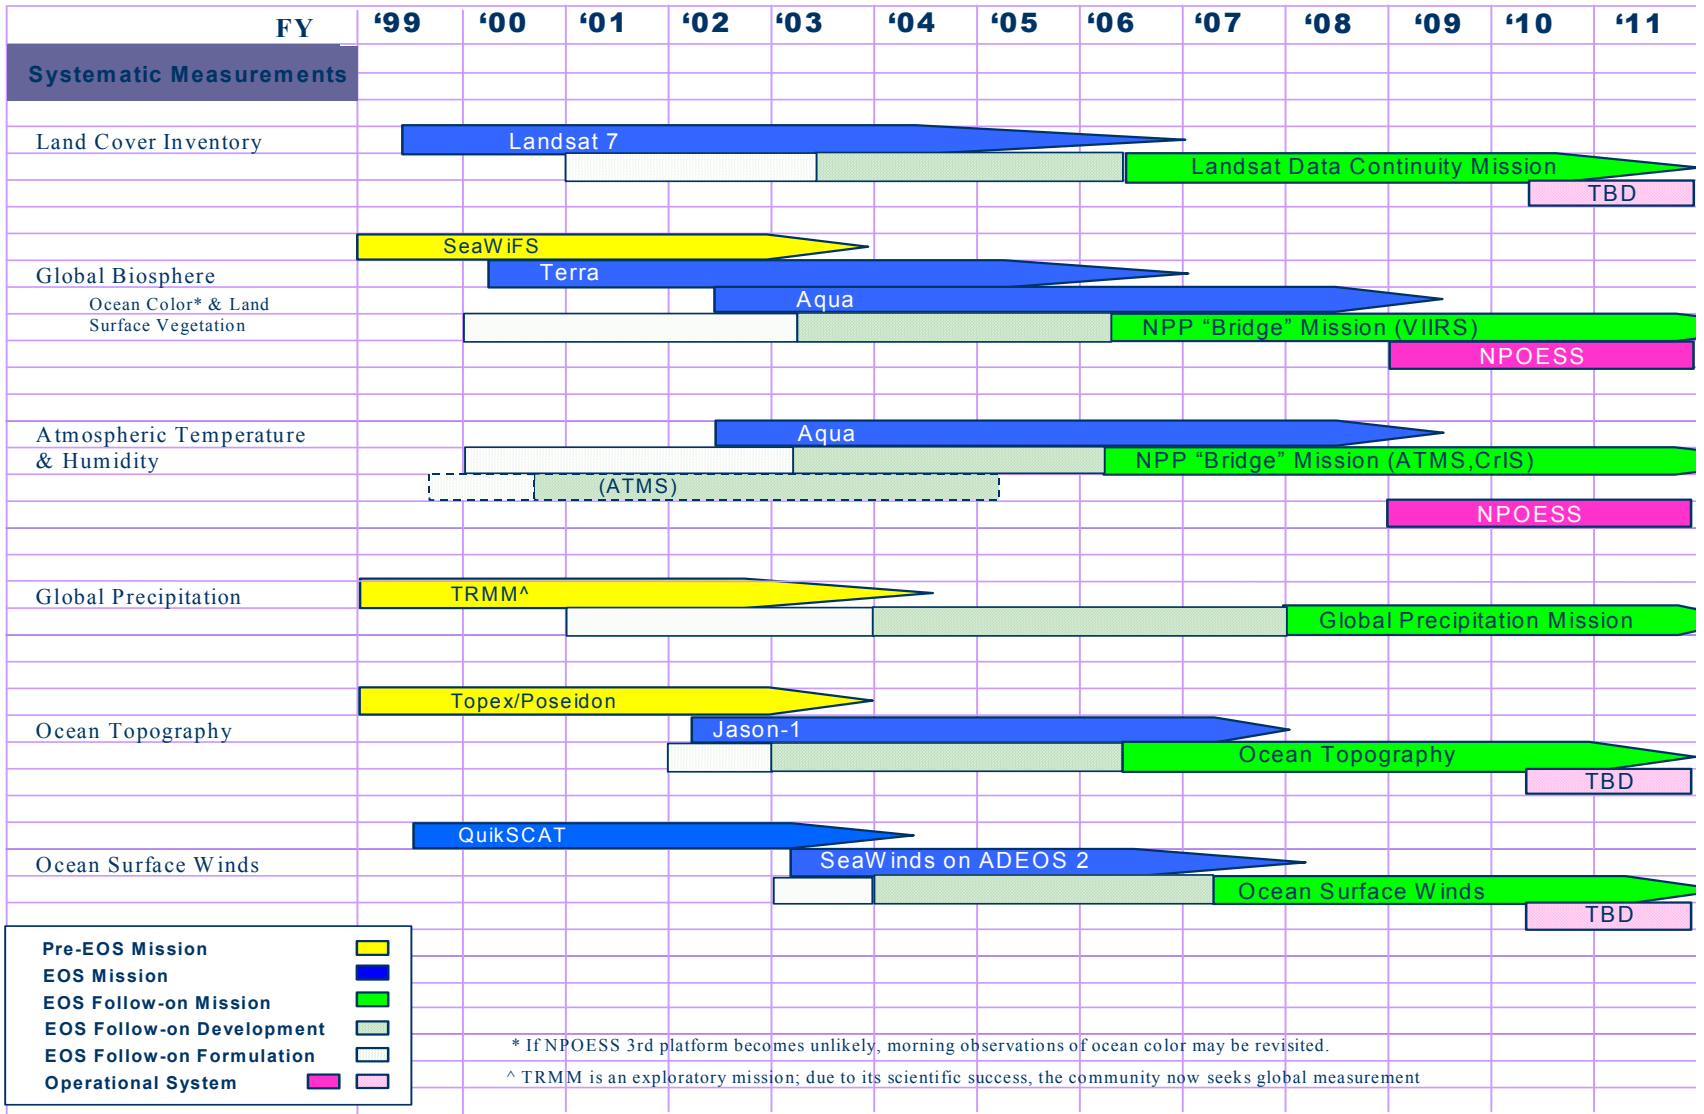 FY ‘99 ‘00 ‘01 ‘02 ‘03 ‘04 ‘05 ‘06 ‘07 ‘08 ‘09 ‘10 ‘11
Systematic Measurements
Land Cover Inventory
Landsat 7
Landsat Data Continuity Mission
TBD
SeaWiFS
Global Biosphere
Terra
Ocean Color* & Land
Surface Vegetation
Aqua
NPP “Bridge” Mission (VIIRS)
NPOESS
Atmospheric Temperature
& Humidity
Aqua
NPP “Bridge” Mission (ATMS,CrIS)
(ATMS)
NPOESS
Global Precipitation
TRMM^
Global Precipitation Mission
Topex/Poseidon
Ocean Topography
Jason-1
Ocean Topography
TBD
QuikSCAT
Ocean Surface Winds
SeaWinds on ADEOS 2
Ocean Surface Winds
TBD
Pre-EOS Mission
EOS Mission
EOS Follow-on Mission
EOS Follow-on Development
EOS Follow-on Formulation
Operational System
* If NPOESS 3rd platform becomes unlikely, morning observations of ocean color may be revisited.
^ TRMM is an exploratory mission; due to its scientific success, the community now seeks global measurement